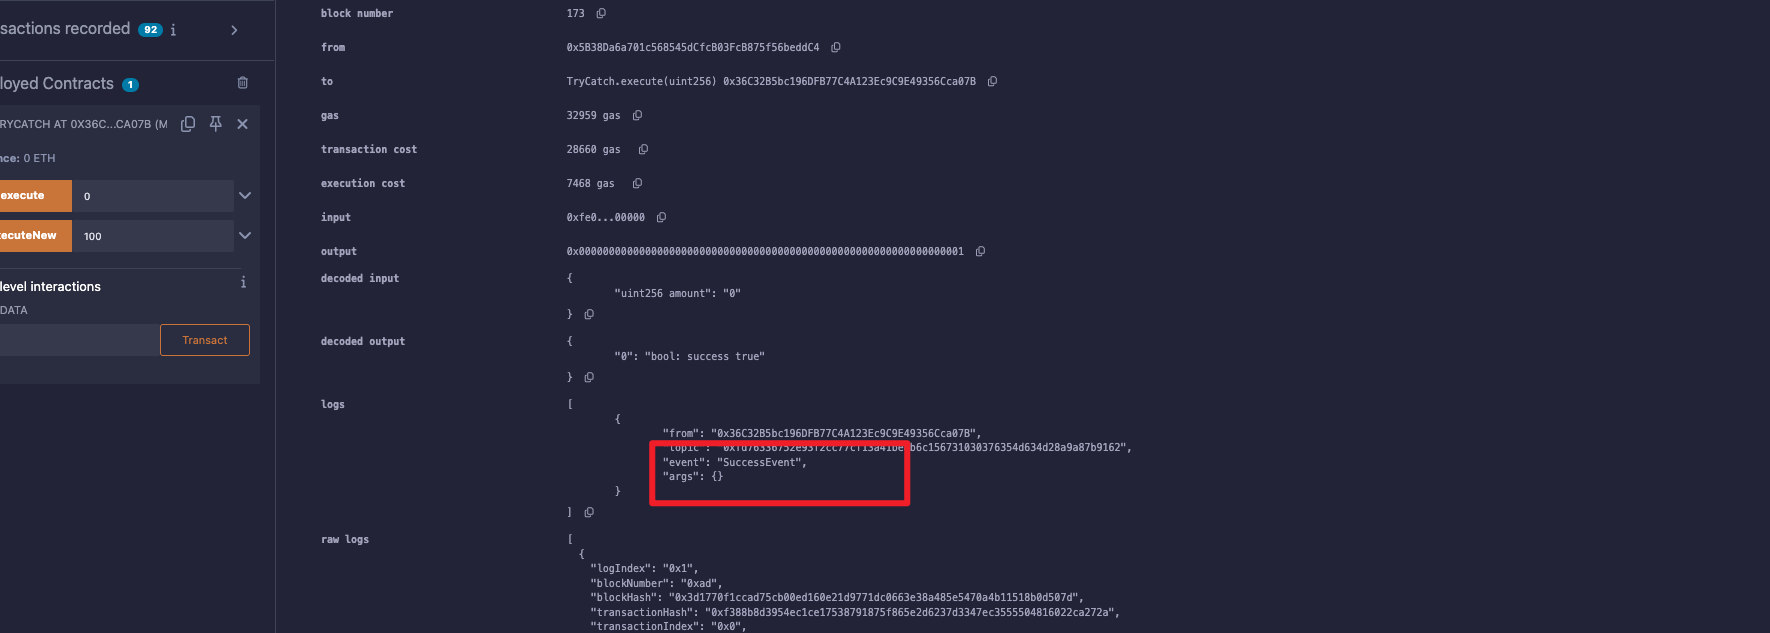 sactions recorded 92 i
loyed Contracts 1
RYCATCH AT 0X36C...CA07B (M
nce: 0 ETH
execute 0
ecuteNew 100
level interactions i
DATA
Transact
block number 173
from 0x5B38Da6a701c568545dCfcB03FcB875f56beddC4
to TryCatch.execute(uint256) 0x36C32B5bc196DFB77C4A123Ec9C9E49356Cca07B
gas 32959 gas
transaction cost 28660 gas
execution cost 7468 gas
input 0xfe0...00000
output 0x0000000000000000000000000000000000000000000000000000000000000001
decoded input {
"uint256 amount": "0"
}
decoded output {
"0": "bool: success true"
}
logs [
{
"from": "0x36C32B5bc196DFB77C4A123Ec9C9E49356Cca07B",
"topic":
"event": "SuccessEvent",
"args": {}
}
]
raw logs [
{
"logIndex": "0x1",
"blockNumber": "0xad",
"blockHash": "0x3d1770f1ccad75cb00ed160e21d9771dc0663e38a485e5470a4b11518b0d507d",
"transactionHash": "0xf388b8d3954ec1ce17538791875f865e2d6237d3347ec3555504816022ca272a",
"transactionIndex": "0x0",